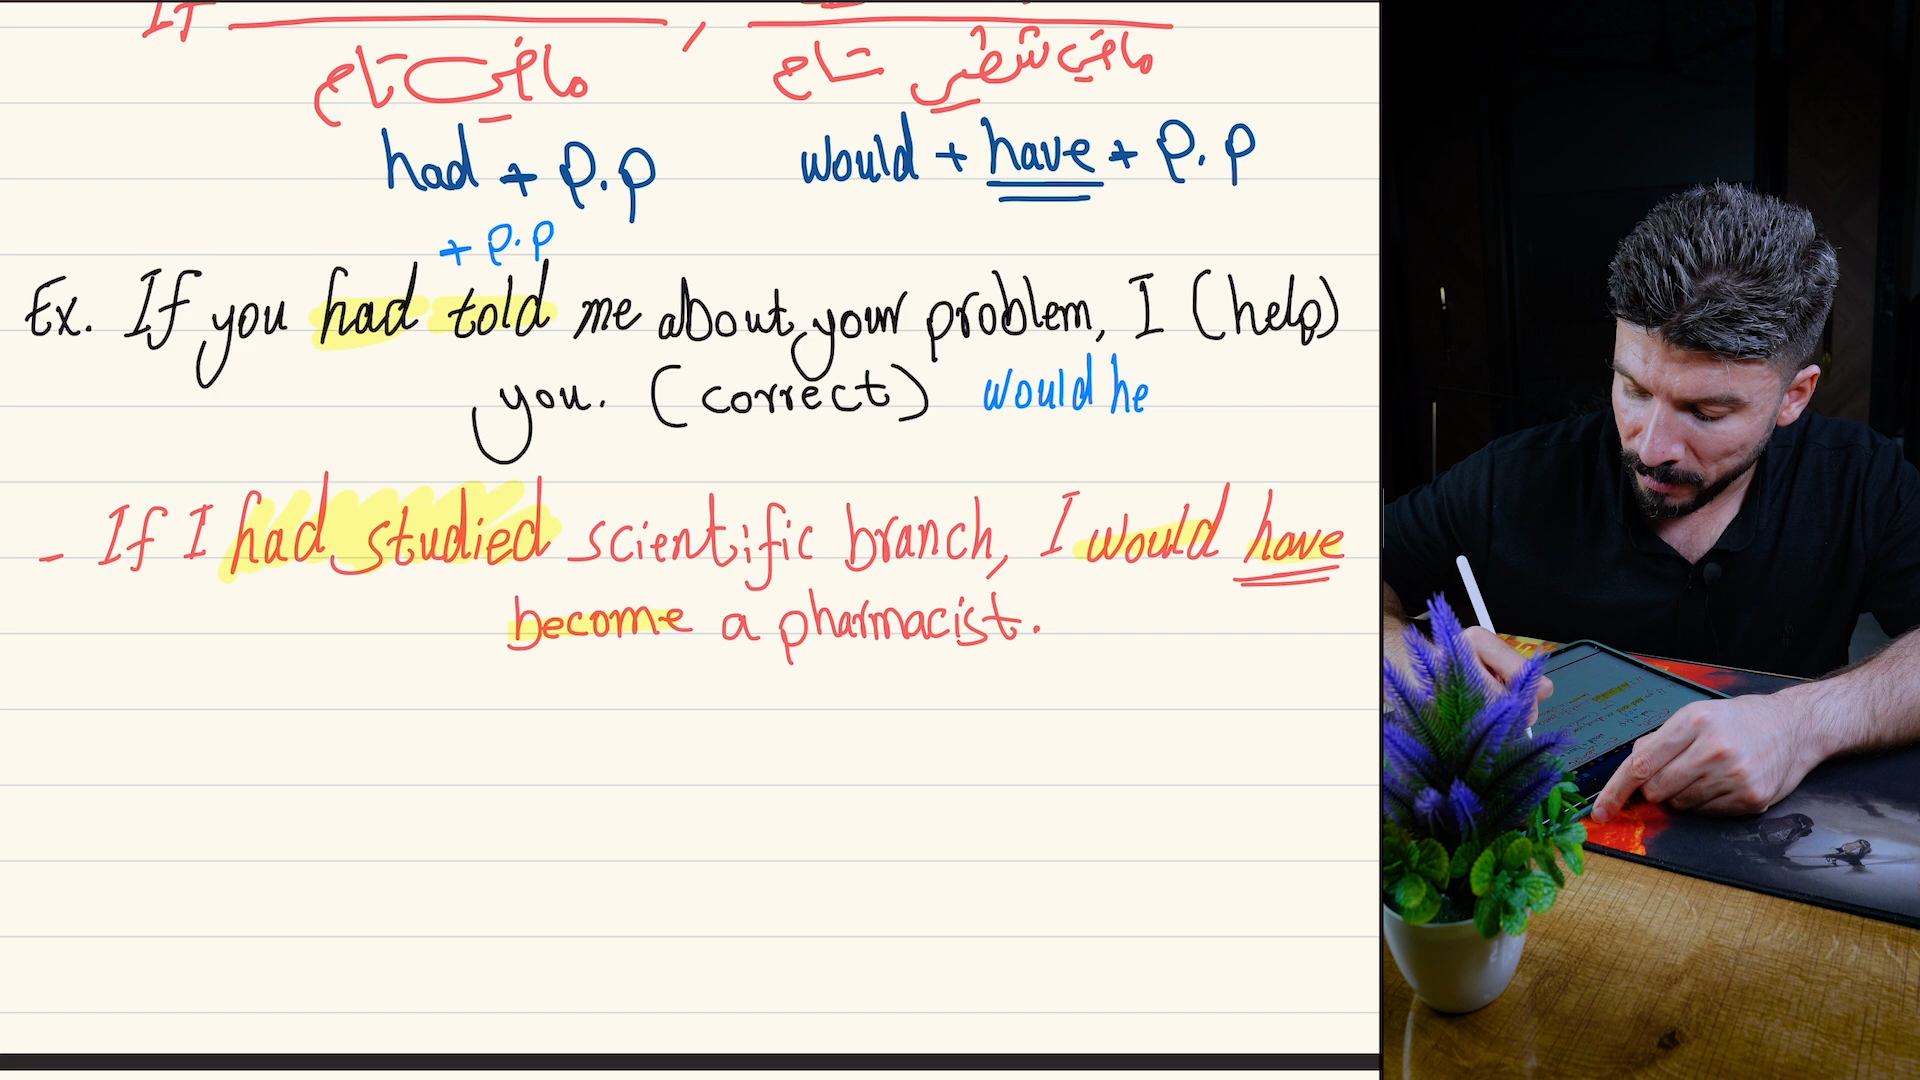 If ,
ماضي تام ماضي شرطي تام
had + p.p would + have + p.p
+ p.p
Ex. If you had told me about your problem, I (help)
you. (correct) would he
- If I had studied scientific branch, I would have
become a pharmacist.